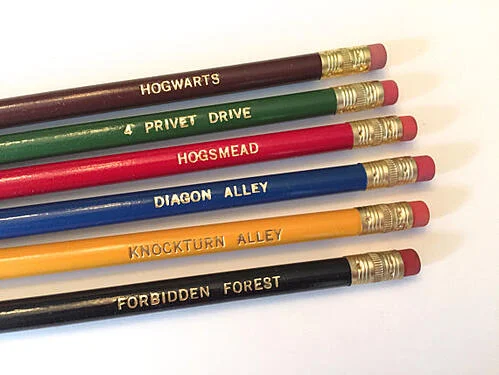 HOGWARTS
4 PRIVET DRIVE
HOGSMEAD
DIAGON ALLEY
KNOCKTURN ALLEY
FORBIDDEN FOREST